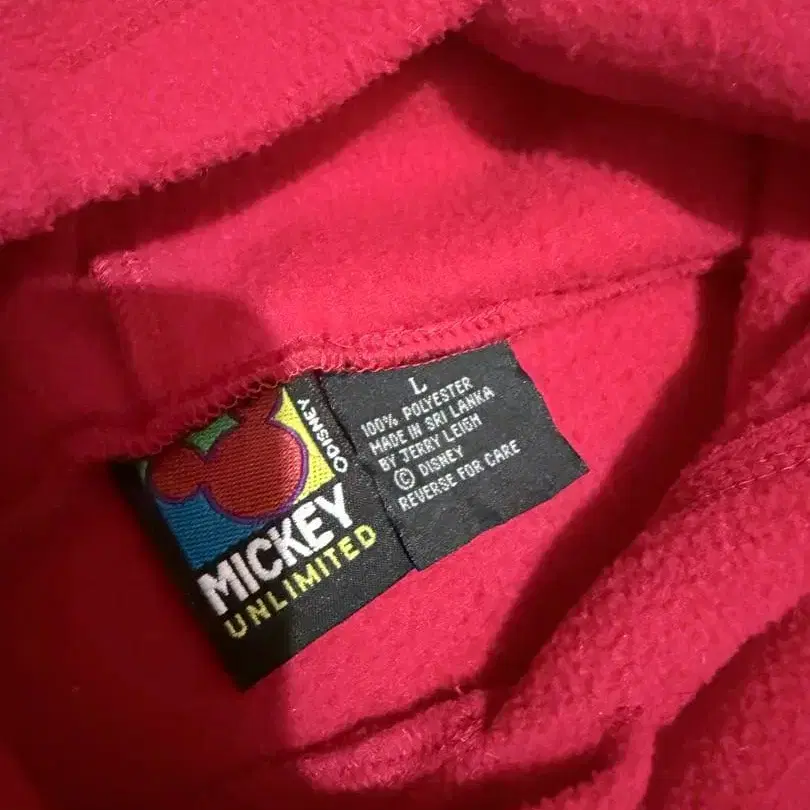 ©DISNEY
MICKEY
UNLIMITED
L
100% POLYESTER
MADE IN SRI LANKA
BY JERRY LEIGH
© DISNEY
REVERSE FOR CARE